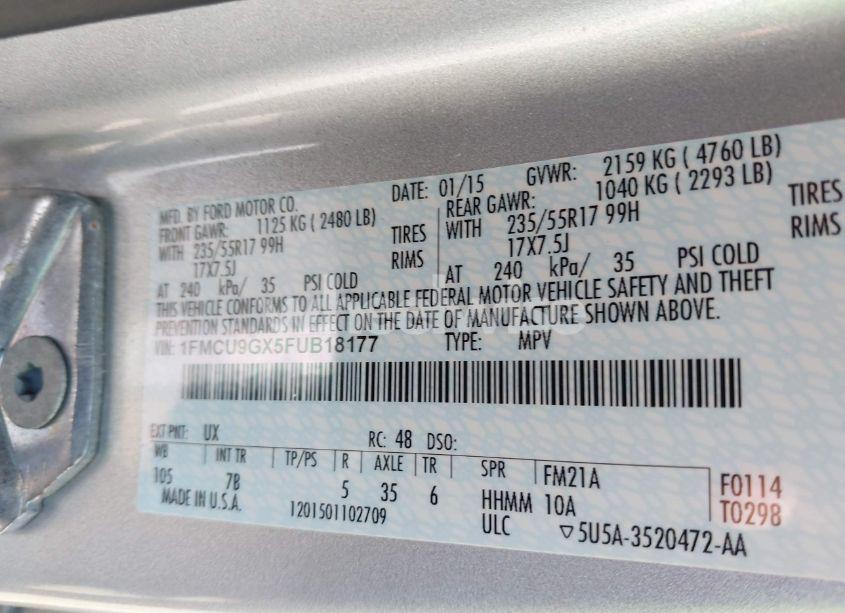 MFD. BY FORD MOTOR CO. DATE: 01/15 GVWR: 2159 KG ( 4760 LB)
FRONT GAWR: 1125 KG ( 2480 LB) REAR GAWR: 1040 KG ( 2293 LB)
WITH 235/55R17 99H TIRES WITH 235/55R17 99H TIRES
17X7.5J RIMS 17X7.5J RIMS
AT 240 kPa/ 35 PSI COLD AT 240 kPa/ 35 PSI COLD
THIS VEHICLE CONFORMS TO ALL APPLICABLE FEDERAL MOTOR VEHICLE SAFETY AND THEFT
PREVENTION STANDARDS IN EFFECT ON THE DATE OF MANUFACTURE SHOWN ABOVE.
VIN: 1FMCU9GX5FUB18177 TYPE: MPV
EXT PNT: UX RC: 48 DSO:
WB INT TR TP/PS R AXLE TR SPR FM21A F0114
105 7B 5 35 6 HHMM 10A T0298
MADE IN U.S.A. 1201501102709 ULC ▽5U5A-3520472-AA